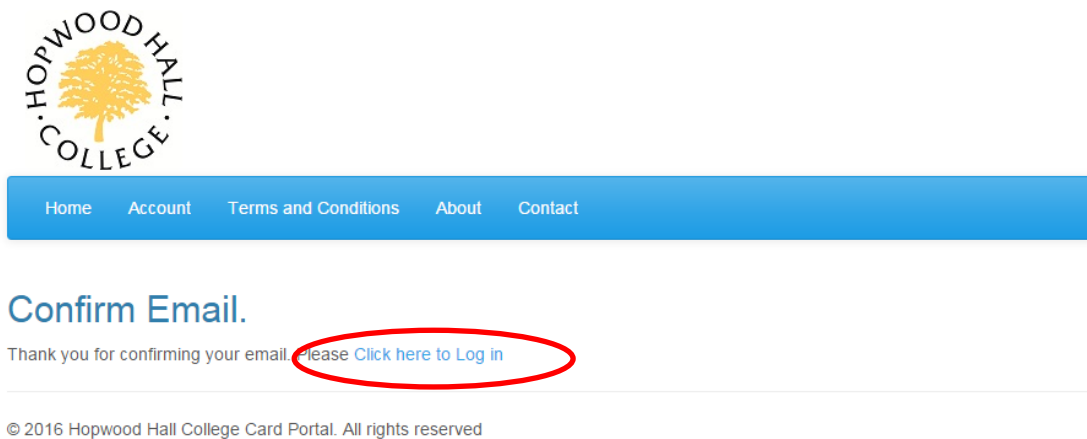 ·HOPWOOD HALL·
COLLEGE
Home Account Terms and Conditions About Contact
Confirm Email.
Thank you for confirming your email. Please Click here to Log in
© 2016 Hopwood Hall College Card Portal. All rights reserved